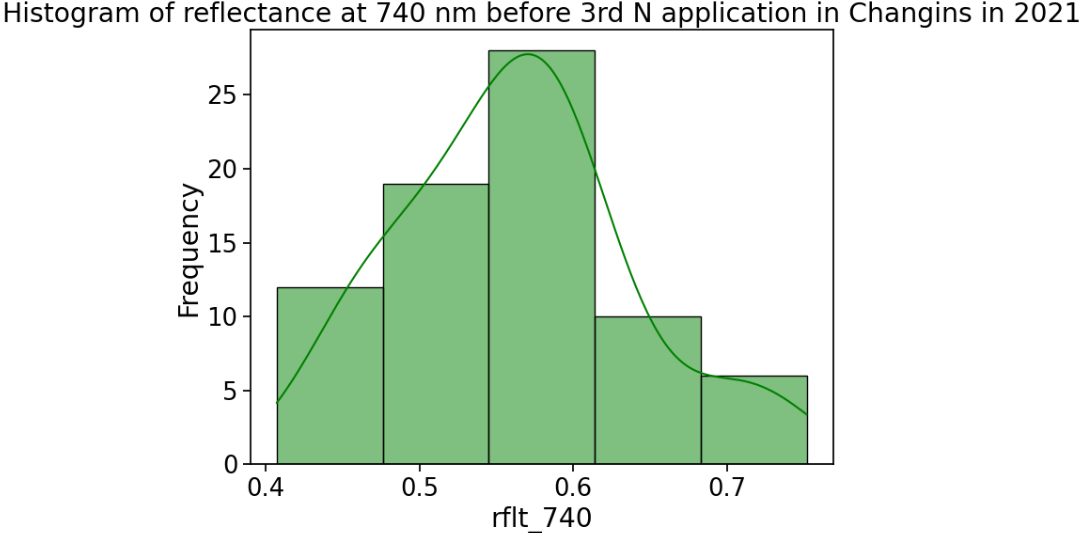 Histogram of reflectance at 740 nm before 3rd N application in Changins in 2021
25
20
15
10
5
0
Frequency
0.4 0.5 0.6 0.7
rflt_740